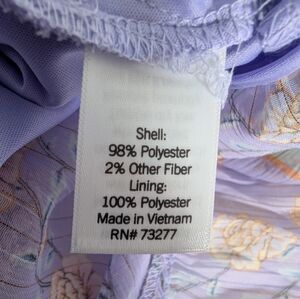 Shell:
98% Polyester
2% Other Fiber
Lining:
100% Polyester
Made in Vietnam
RN# 73277